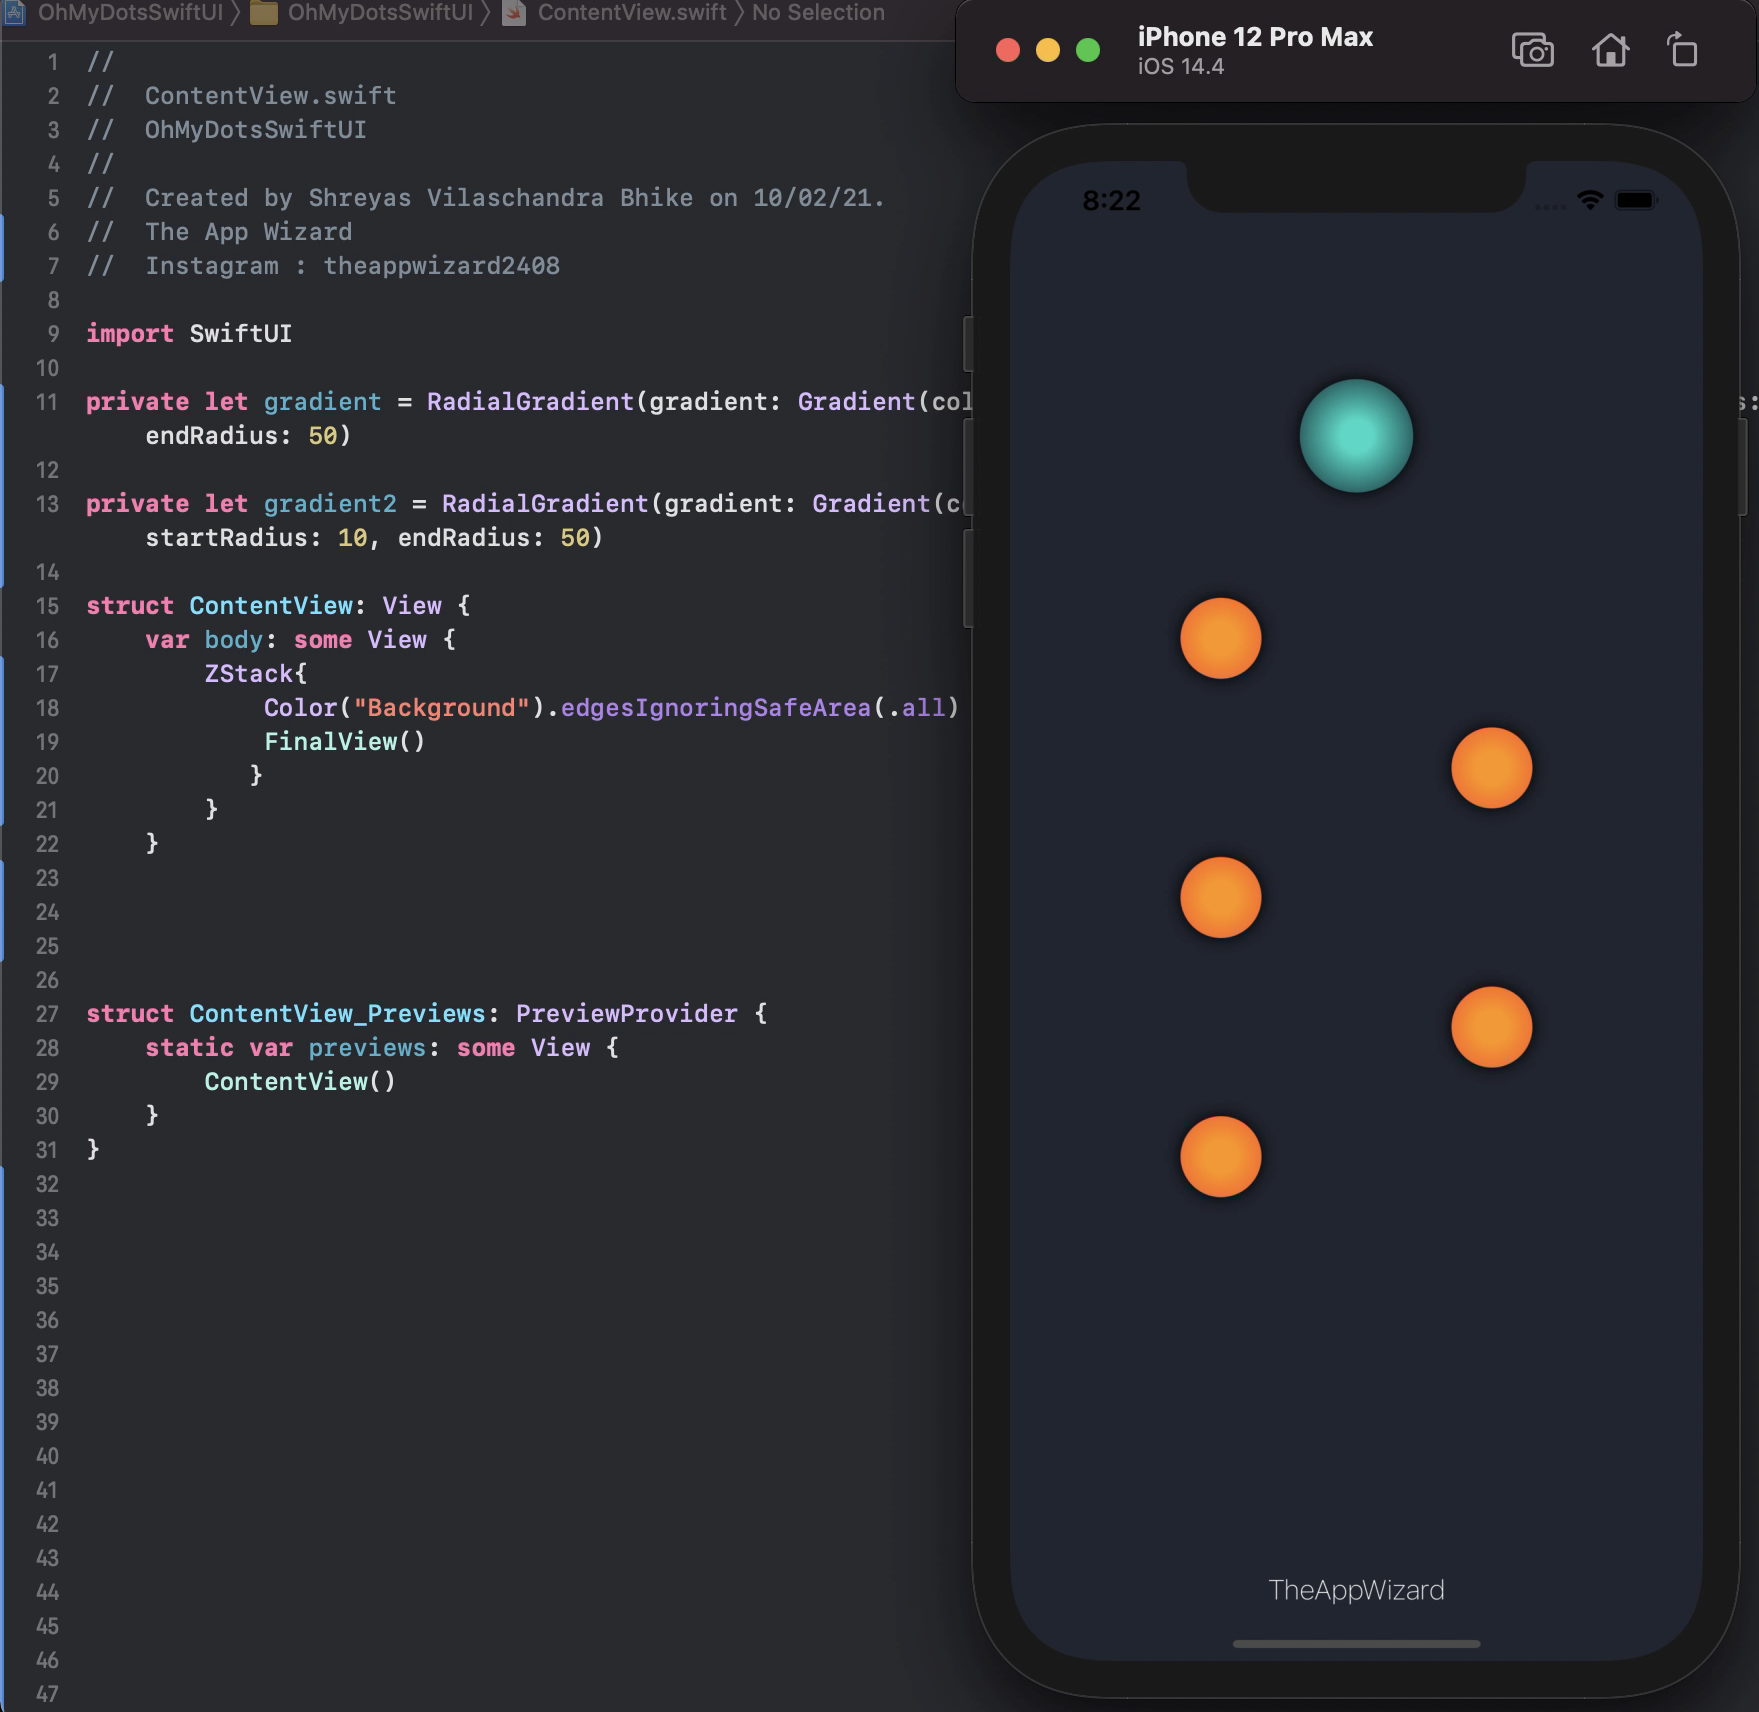 OhMyDotsSwiftUI 〉 OhMyDotsSwiftUI 〉 ContentView.swift 〉 No Selection
1 //
2 //  ContentView.swift
3 //  OhMyDotsSwiftUI
4 //
5 //  Created by Shreyas Vilaschandra Bhike on 10/02/21.
6 //  The App Wizard
7 //  Instagram : theappwizard2408
8
9 import SwiftUI
10
11 private let gradient = RadialGradient(gradient: Gradient(col
endRadius: 50)
12
13 private let gradient2 = RadialGradient(gradient: Gradient(c
startRadius: 10, endRadius: 50)
14
15 struct ContentView: View {
16     var body: some View {
17         ZStack{
18             Color("Background").edgesIgnoringSafeArea(.all)
19             FinalView()
20            }
21         }
22     }
23
24
25
26
27 struct ContentView_Previews: PreviewProvider {
28     static var previews: some View {
29         ContentView()
30     }
31 }
32
33
34
35
36
37
38
39
40
41
42
43
44
45
46
47
iPhone 12 Pro Max
iOS 14.4
s:
8:22
TheAppWizard